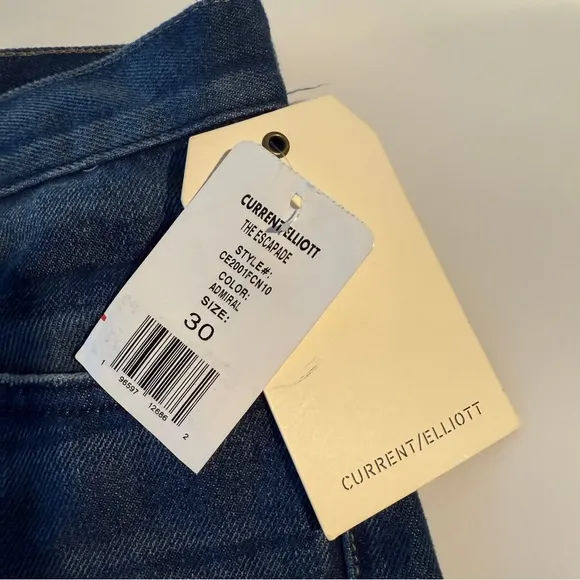 CURRENT/ELLIOTT
THE ESCAPADE
STYLE#:
CE2001FCN10
COLOR:
ADMIRAL
SIZE:
30
1 96597 12686 2
CURRENT/ELLIOTT